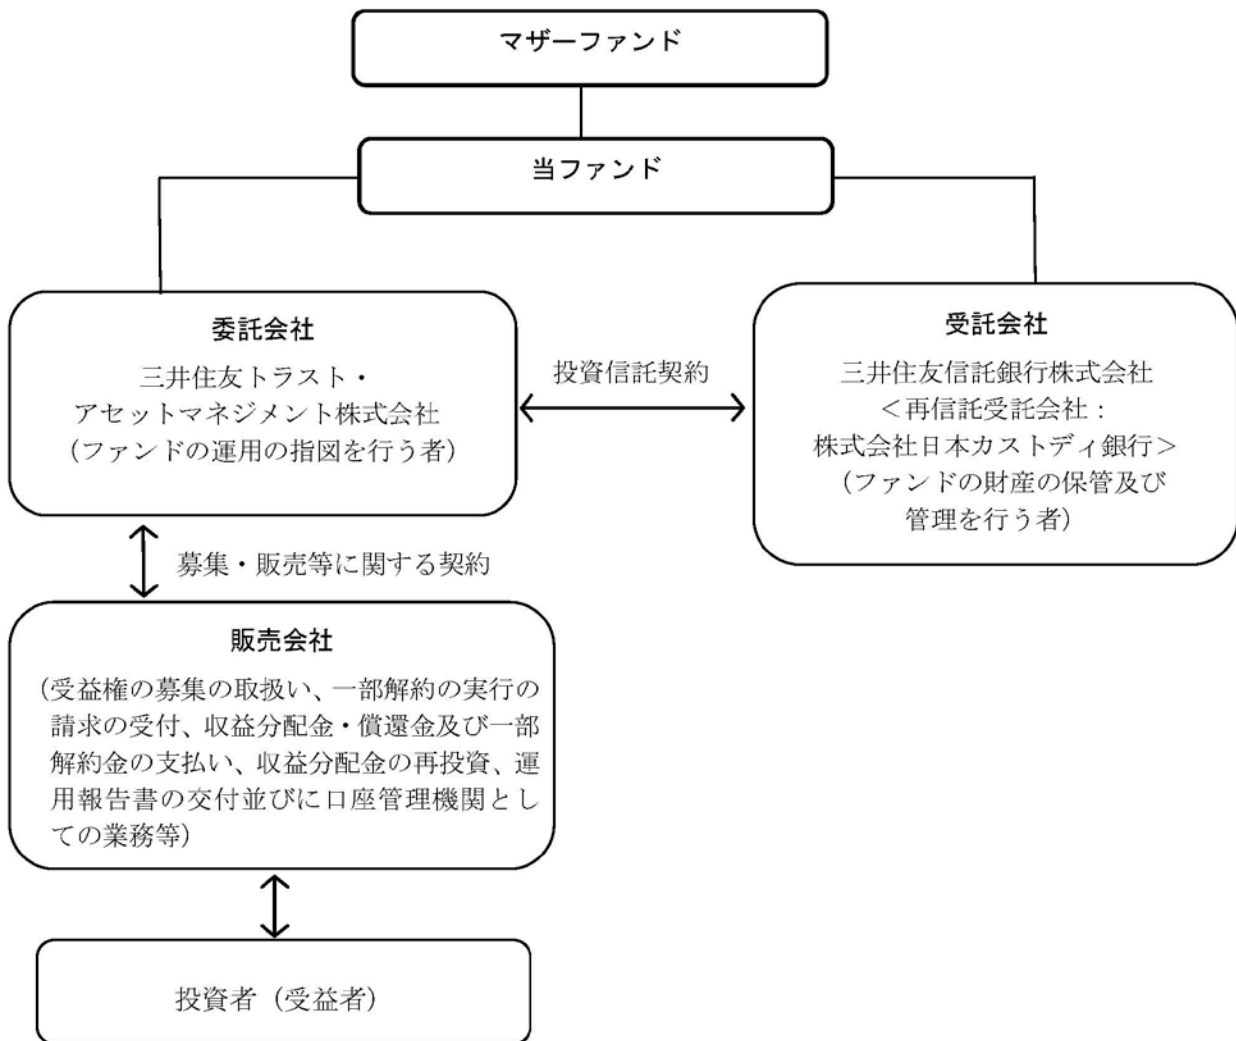 マザーファンド
当ファンド
委託会社
三井住友トラスト・
アセットマネジメント株式会社
（ファンドの運用の指図を行う者）
投資信託契約
受託会社
三井住友信託銀行株式会社
＜再信託受託会社：
株式会社日本カストディ銀行＞
（ファンドの財産の保管及び
管理を行う者）
募集・販売等に関する契約
販売会社
（受益権の募集の取扱い、一部解約の実行の
請求の受付、収益分配金・償還金及び一部
解約金の支払い、収益分配金の再投資、運
用報告書の交付並びに口座管理機関とし
ての業務等）
投資者（受益者）